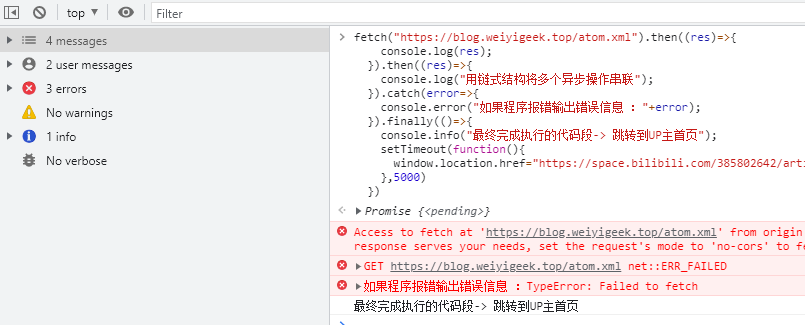 top Filter
4 messages
2 user messages
3 errors
No warnings
1 info
No verbose
fetch("https://blog.weiyigeek.top/atom.xml").then((res)=>{
console.log(res);
}).then((res)=>{
console.log("用链式结构将多个异步操作串联");
}).catch(error=>{
console.error("如果程序报错输出错误信息 : "+error);
}).finally(()=>{
console.info("最终完成执行的代码段-> 跳转到UP主首页");
setTimeout(function(){
window.location.href="https://space.bilibili.com/385802642/arti
},5000)
})
Promise {<pending>}
Access to fetch at 'https://blog.weiyigeek.top/atom.xml' from origin
response serves your needs, set the request's mode to 'no-cors' to fe
GET https://blog.weiyigeek.top/atom.xml net::ERR_FAILED
如果程序报错输出错误信息 : TypeError: Failed to fetch
最终完成执行的代码段-> 跳转到UP主首页